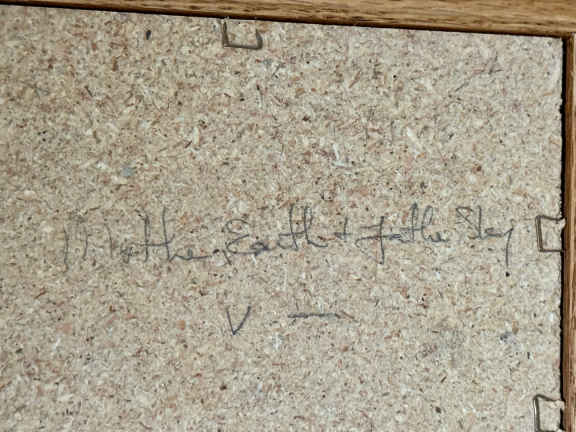 Mother Earth + Father Sky
V —